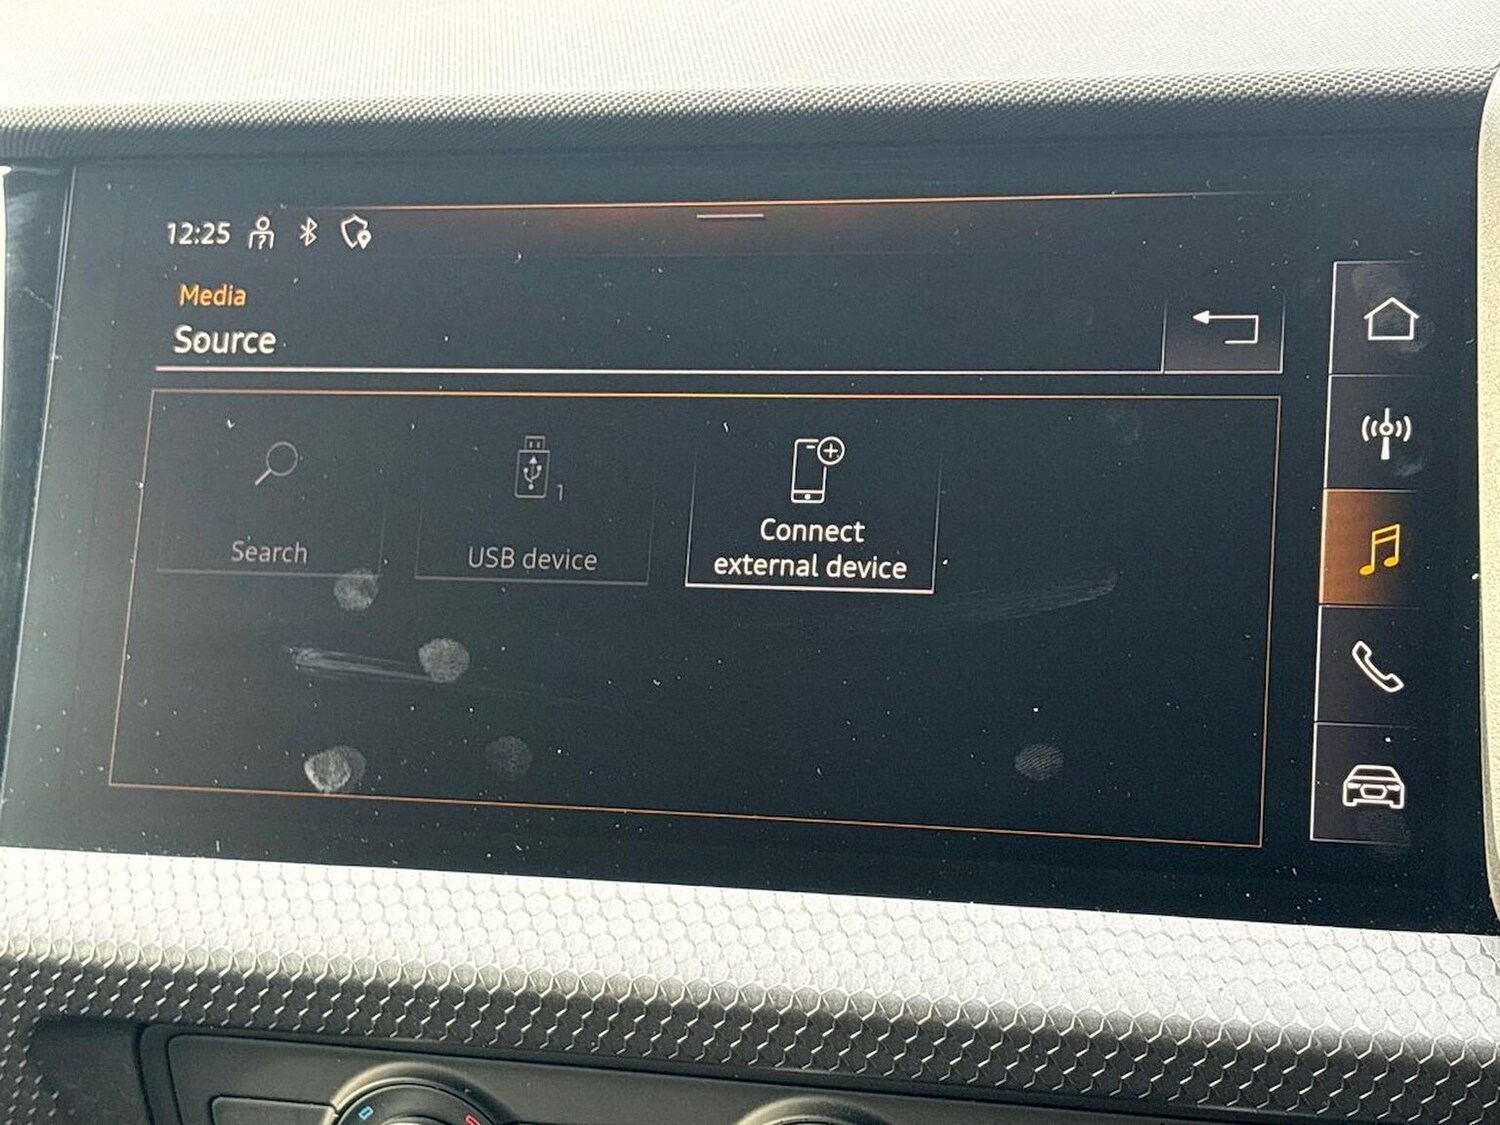 12:25
Media
Source
Search
1
USB device
Connect
external device